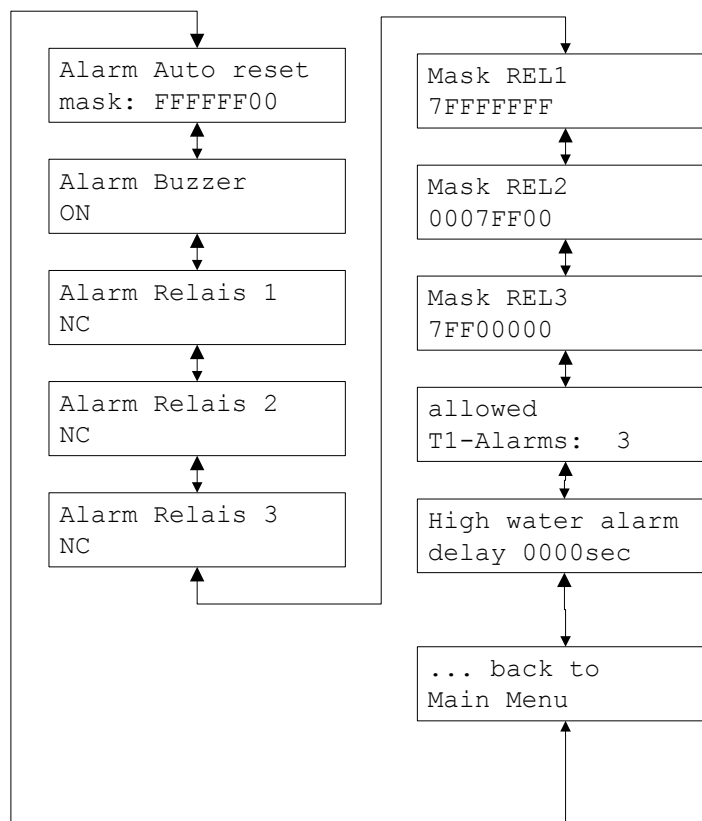 Alarm Auto reset
mask: FFFFFF00
Alarm Buzzer
ON
Alarm Relais 1
NC
Alarm Relais 2
NC
Alarm Relais 3
NC
Mask REL1
7FFFFFFF
Mask REL2
0007FF00
Mask REL3
7FF00000
allowed
T1-Alarms: 3
High water alarm
delay 0000sec
... back to
Main Menu